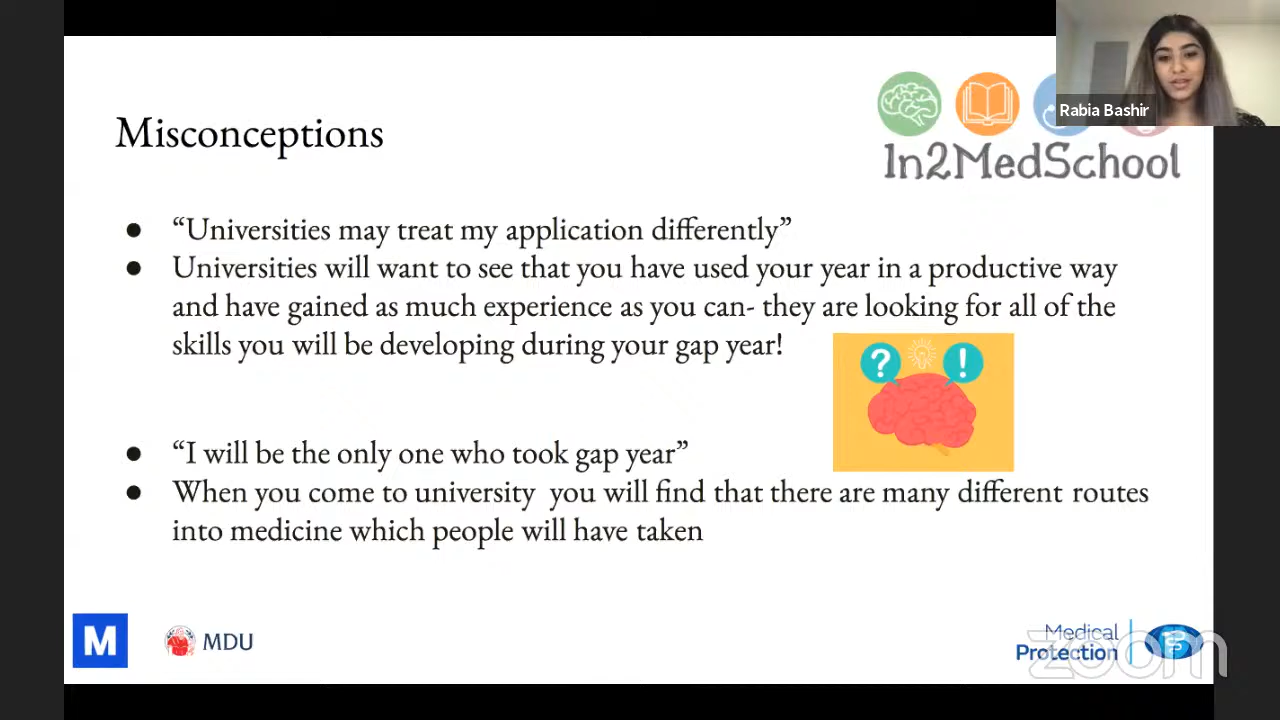 Rabia Bashir
In2MedSchool
Misconceptions
● “Universities may treat my application differently”
● Universities will want to see that you have used your year in a productive way
and have gained as much experience as you can- they are looking for all of the
skills you will be developing during your gap year!
? !
● “I will be the only one who took gap year”
● When you come to university you will find that there are many different routes
into medicine which people will have taken
M
MDU
Medical
Protection
zoom